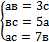 ав = 3с
вс = 5а
ас = 7в